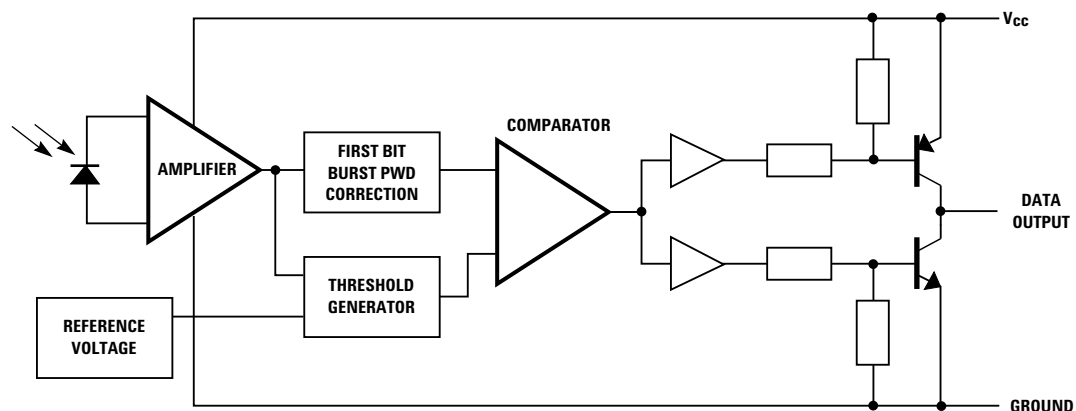 Vcc
COMPARATOR
AMPLIFIER
FIRST BIT
BURST PWD
CORRECTION
DATA
OUTPUT
THRESHOLD
GENERATOR
REFERENCE
VOLTAGE
GROUND